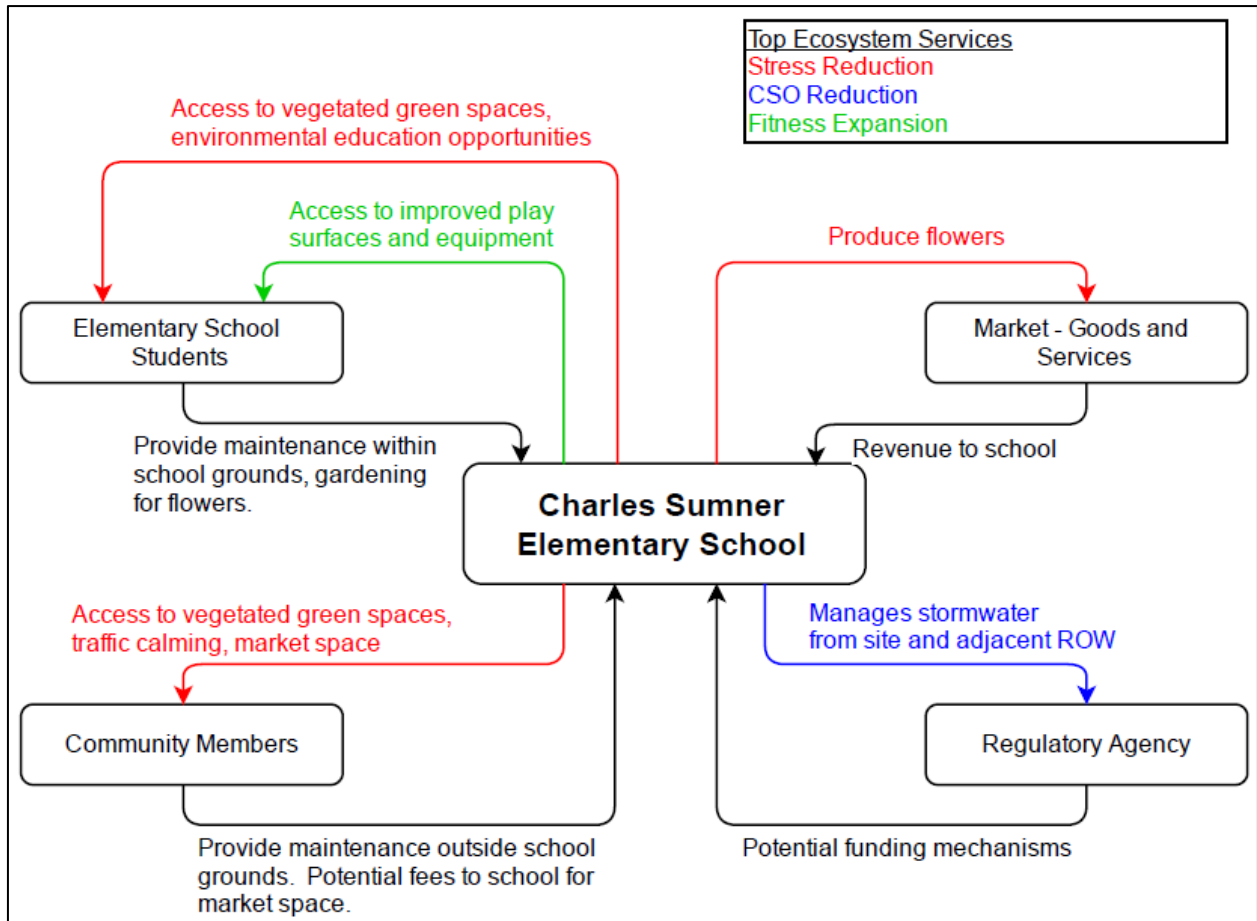 Top Ecosystem Services
Stress Reduction
CSO Reduction
Fitness Expansion
Access to vegetated green spaces,
environmental education opportunities
Access to improved play
surfaces and equipment
Produce flowers
Elementary School
Students
Market - Goods and
Services
Provide maintenance within
school grounds, gardening
for flowers.
Revenue to school
Charles Sumner
Elementary School
Access to vegetated green spaces,
traffic calming, market space
Manages stormwater
from site and adjacent ROW
Community Members
Regulatory Agency
Provide maintenance outside school
grounds.  Potential fees to school for
market space.
Potential funding mechanisms